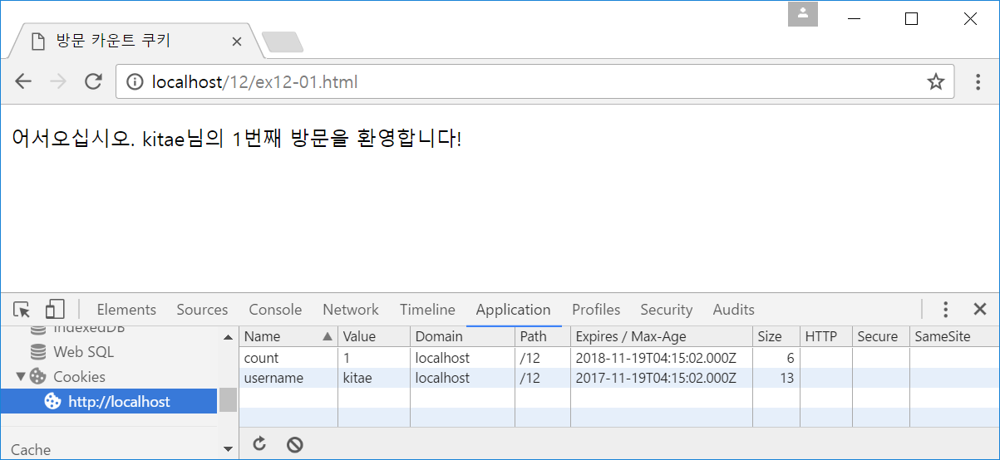 방문 카운트 쿠키
localhost/12/ex12-01.html
어서오십시오. kitae님의 1번째 방문을 환영합니다!
Elements Sources Console Network Timeline Application Profiles Security Audits
IndexedDB
Web SQL
Cookies
http://localhost
Cache
Name Value Domain Path Expires / Max-Age Size HTTP Secure SameSite
count 1 localhost /12 2018-11-19T04:15:02.000Z 6
username kitae localhost /12 2017-11-19T04:15:02.000Z 13